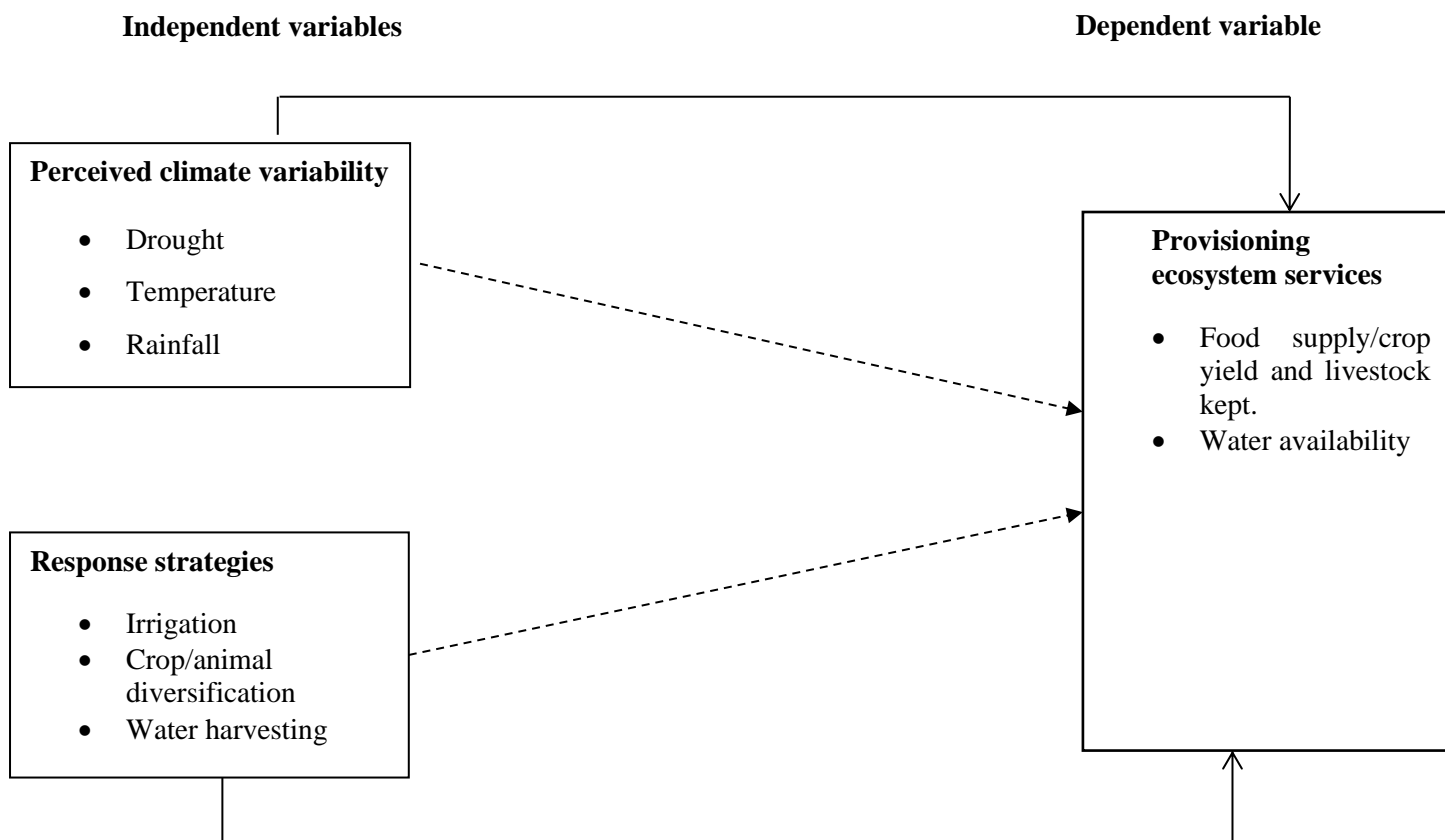 Independent variables
Dependent variable
Perceived climate variability
• Drought
• Temperature
• Rainfall
Provisioning
ecosystem services
• Food supply/crop
yield and livestock
kept.
• Water availability
Response strategies
• Irrigation
• Crop/animal
diversification
• Water harvesting